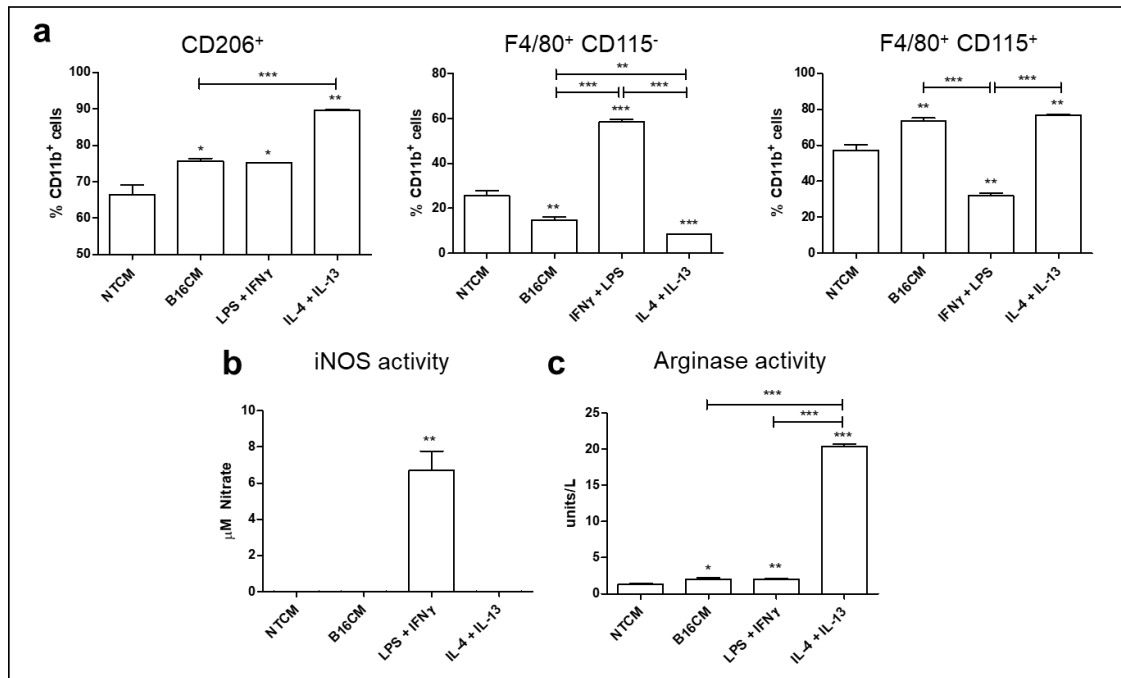 a
CD206⁺
% CD11b⁺ cells
100
90
80
70
60
50
***
*
*
**
NTCM
B16CM
LPS + IFNγ
IL-4 + IL-13
F4/80⁺ CD115⁻
% CD11b⁺ cells
80
60
40
20
0
**
***
***
**
***
***
NTCM
B16CM
IFNγ + LPS
IL-4 + IL-13
F4/80⁺ CD115⁺
% CD11b⁺ cells
100
80
60
40
20
0
***
***
**
**
**
NTCM
B16CM
IFNγ + LPS
IL-4 + IL-13
b
iNOS activity
μM Nitrate
10
8
6
4
2
0
**
NTCM
B16CM
LPS + IFNγ
IL-4 + IL-13
c
Arginase activity
units/L
25
20
15
10
5
0
***
***
*
**
***
NTCM
B16CM
LPS + IFNγ
IL-4 + IL-13